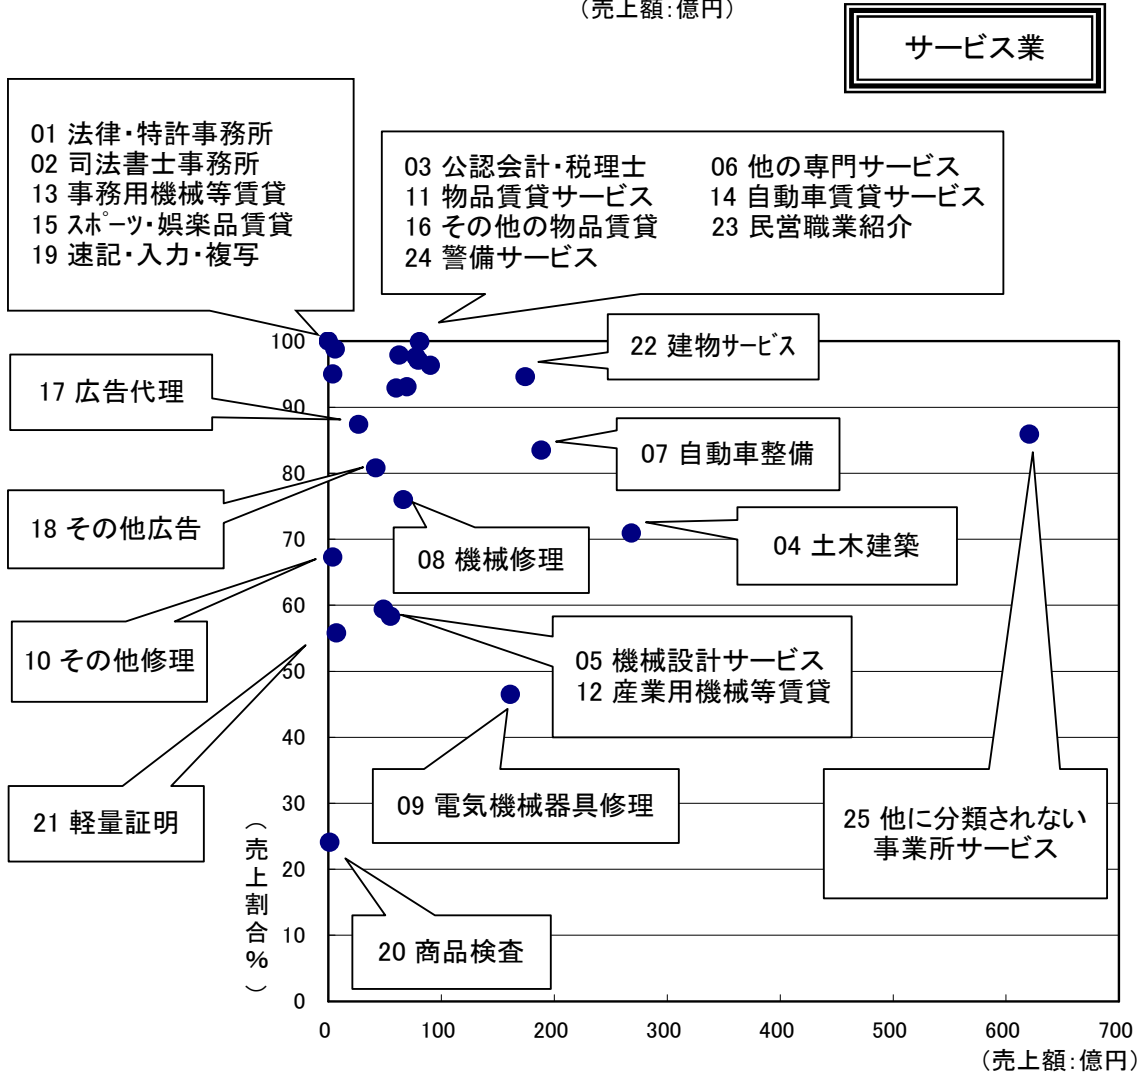 （売上額：億円）
サービス業
01 法律・特許事務所
02 司法書士事務所
13 事務用機械等賃貸
15 ｽﾎﾟｰﾂ・娯楽品賃貸
19 速記・入力・複写
03 公認会計・税理士 06 他の専門サービス
11 物品賃貸サービス 14 自動車賃貸サービス
16 その他の物品賃貸 23 民営職業紹介
24 警備サービス
22 建物ｻｰﾋﾞｽ
17 広告代理
07 自動車整備
18 その他広告
08 機械修理
04 土木建築
10 その他修理
05 機械設計サービス
12 産業用機械等賃貸
21 軽量証明
09 電気機械器具修理
25 他に分類されない
事業所サービス
20 商品検査
100
90
80
70
60
50
40
30
20
10
0
（売上割合％）
0 100 200 300 400 500 600 700
（売上額：億円）